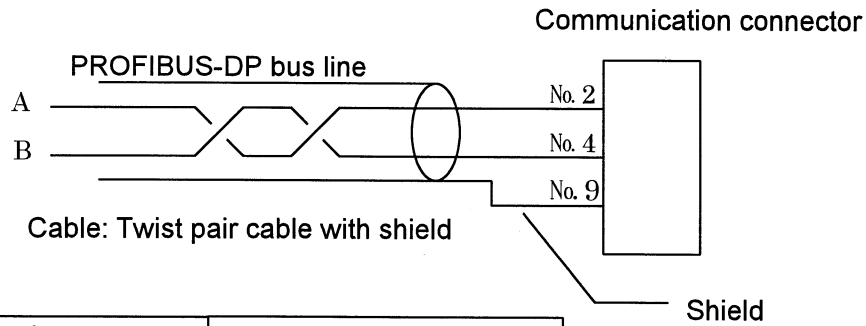 Communication connector
PROFIBUS-DP bus line
A
No. 2
B
No. 4
No. 9
Cable: Twist pair cable with shield
Shield